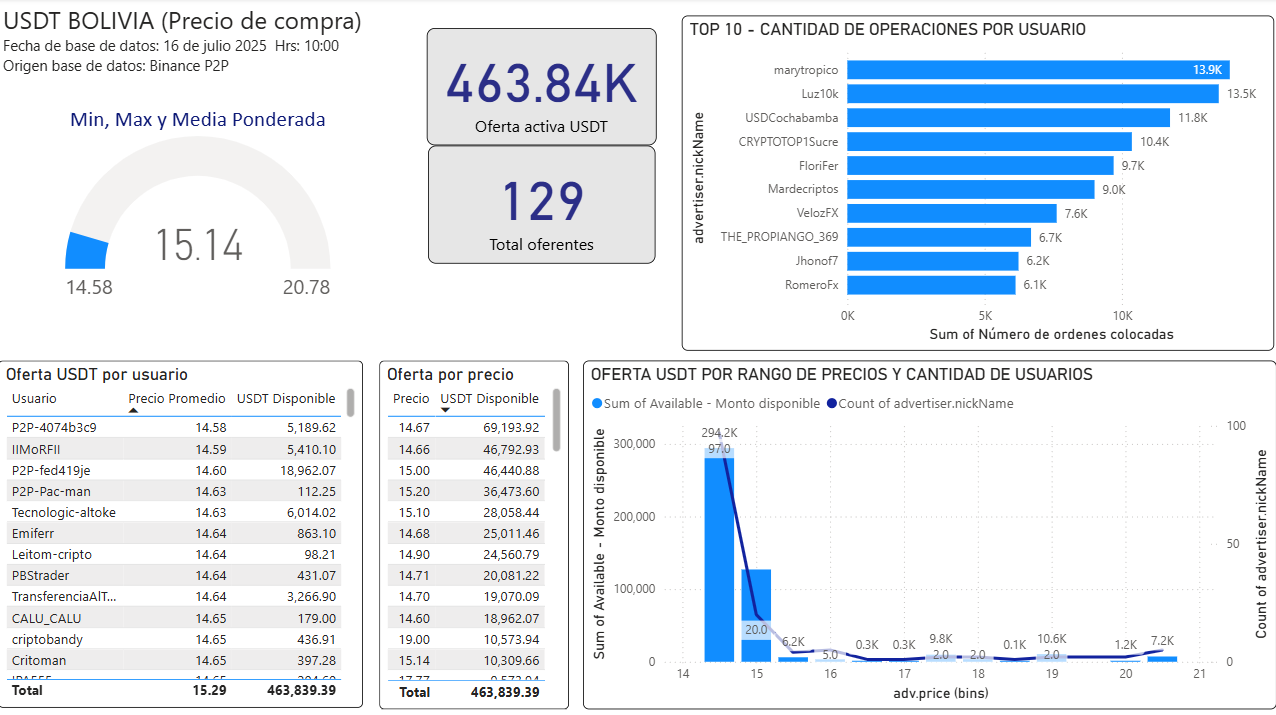 USDT BOLIVIA (Precio de compra)
Fecha de base de datos: 16 de julio 2025 Hrs: 10:00
Origen base de datos: Binance P2P
Min, Max y Media Ponderada
15.14
14.58
20.78
463.84K
Oferta activa USDT
129
Total oferentes
TOP 10 - CANTIDAD DE OPERACIONES POR USUARIO
advertiser.nickName
marytropico 13.9K
Luz10k 13.5K
USDCochabamba 11.8K
CRYPTOTOP1Sucre 10.4K
FloriFer 9.7K
Mardecriptos 9.0K
VelozFX 7.6K
THE_PROPIANGO_369 6.7K
Jhonof7 6.2K
RomeroFx 6.1K
0K 5K 10K
Sum of Número de ordenes colocadas
Oferta USDT por usuario
Usuario Precio Promedio USDT Disponible
P2P-4074b3c9 14.58 5,189.62
IIMoRFII 14.59 5,410.10
P2P-fed419je 14.60 18,962.07
P2P-Pac-man 14.63 112.25
Tecnologic-altoke 14.63 6,014.02
Emiferr 14.64 863.10
Leitom-cripto 14.64 98.21
PBStrader 14.64 431.07
TransferenciaAlT... 14.64 3,266.90
CALU_CALU 14.65 179.00
criptobandy 14.65 436.91
Critoman 14.65 397.28
Total 15.29 463,839.39
Oferta por precio
Precio USDT Disponible
14.67 69,193.92
14.66 46,792.93
15.00 46,440.88
15.20 36,473.60
15.10 28,058.44
14.68 25,011.46
14.90 24,560.79
14.71 20,081.22
14.70 19,070.09
14.60 18,962.07
19.00 10,573.94
15.14 10,309.66
Total 463,839.39
OFERTA USDT POR RANGO DE PRECIOS Y CANTIDAD DE USUARIOS
Sum of Available - Monto disponible Count of advertiser.nickName
Sum of Available - Monto disponible
300,000
200,000
100,000
0
294.2K
97.0
20.0
6.2K
5.0
0.3K
0.3K
9.8K
2.0
2.0
0.1K
10.6K
2.0
1.2K
7.2K
100
50
0
Count of advertiser.nickName
14 15 16 17 18 19 20 21
adv.price (bins)